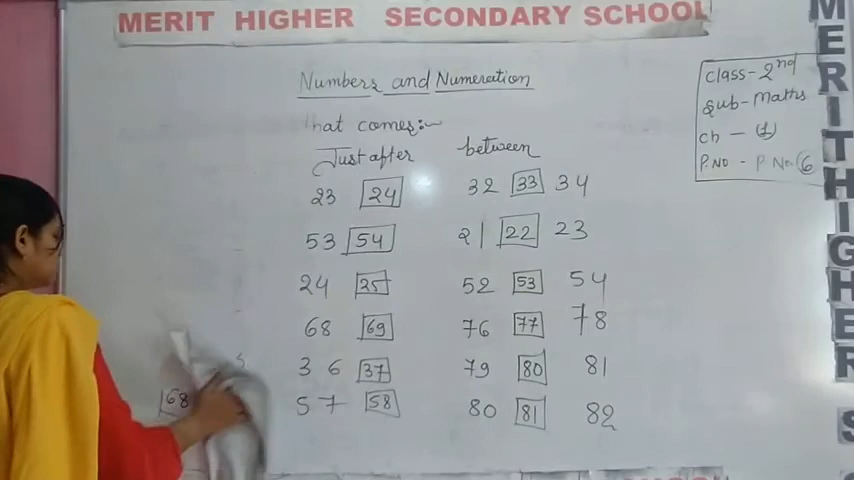 MERIT HIGHER SECONDARY SCHOOL
Numbers and Numeration
Class - 2nd
Sub - Maths
Ch - (1)
P.NO - P No. 6
hat comes:~
Just after between
23 24 32 33 34
53 54 21 22 23
24 25 52 53 54
68 69 76 77 78
36 37 79 80 81
57 58 80 81 82
68
MERIT HIGHER S